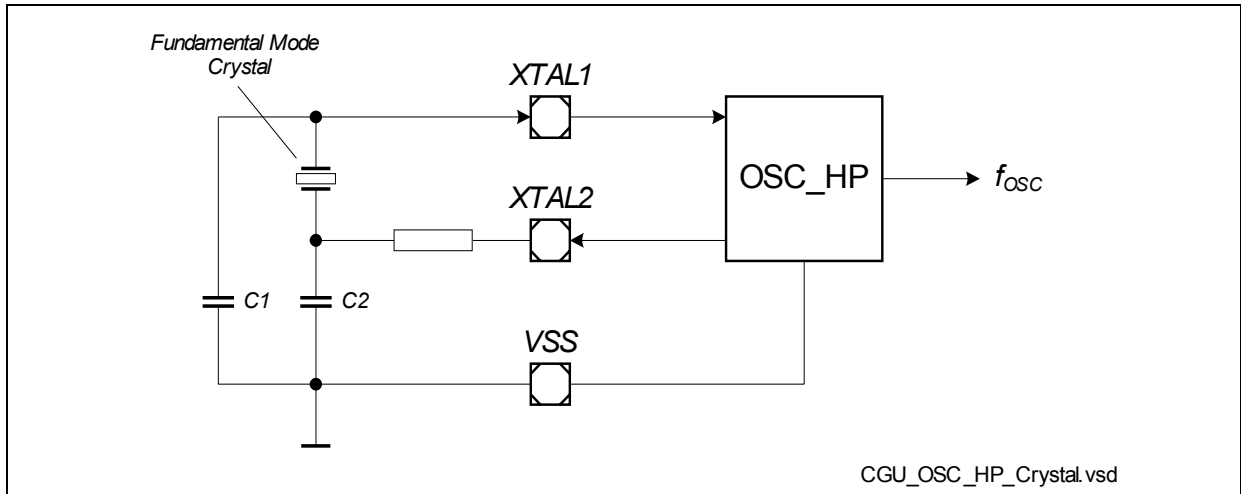 Fundamental Mode
Crystal
XTAL1
OSC_HP
fOSC
XTAL2
C1
C2
VSS
CGU_OSC_HP_Crystal.vsd